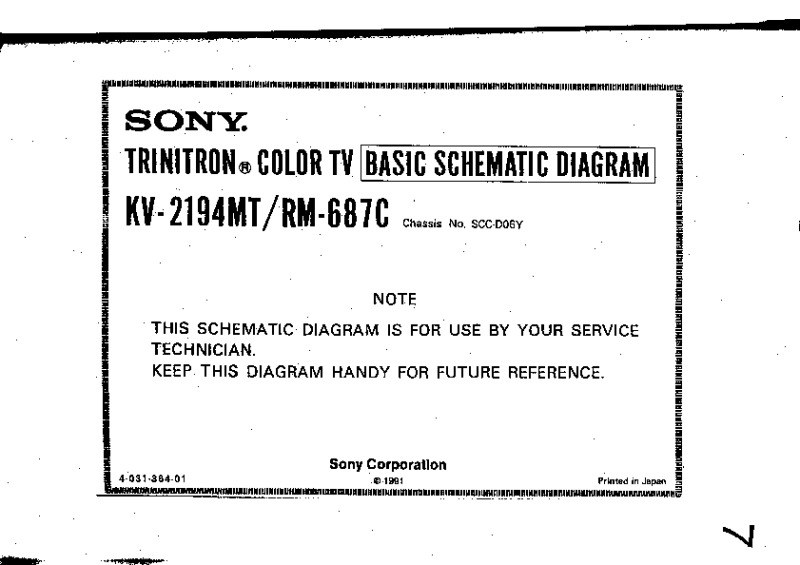 SONY.
TRINITRON® COLOR TV BASIC SCHEMATIC DIAGRAM
KV-2194MT/RM-687C Chassis No. SCC-D06Y
NOTE
THIS SCHEMATIC DIAGRAM IS FOR USE BY YOUR SERVICE
TECHNICIAN.
KEEP THIS DIAGRAM HANDY FOR FUTURE REFERENCE.
Sony Corporation
4-031-364-01 © 1991 Printed in Japan
7